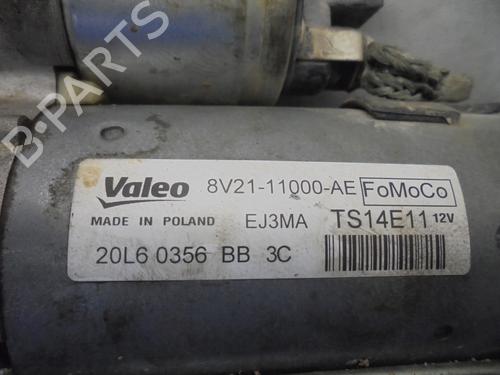 B-PARTS
Valeo 8V21-11000-AE FoMoCo
MADE IN POLAND EJ3MA TS14E11 12V
20L6 0356 BB 3C